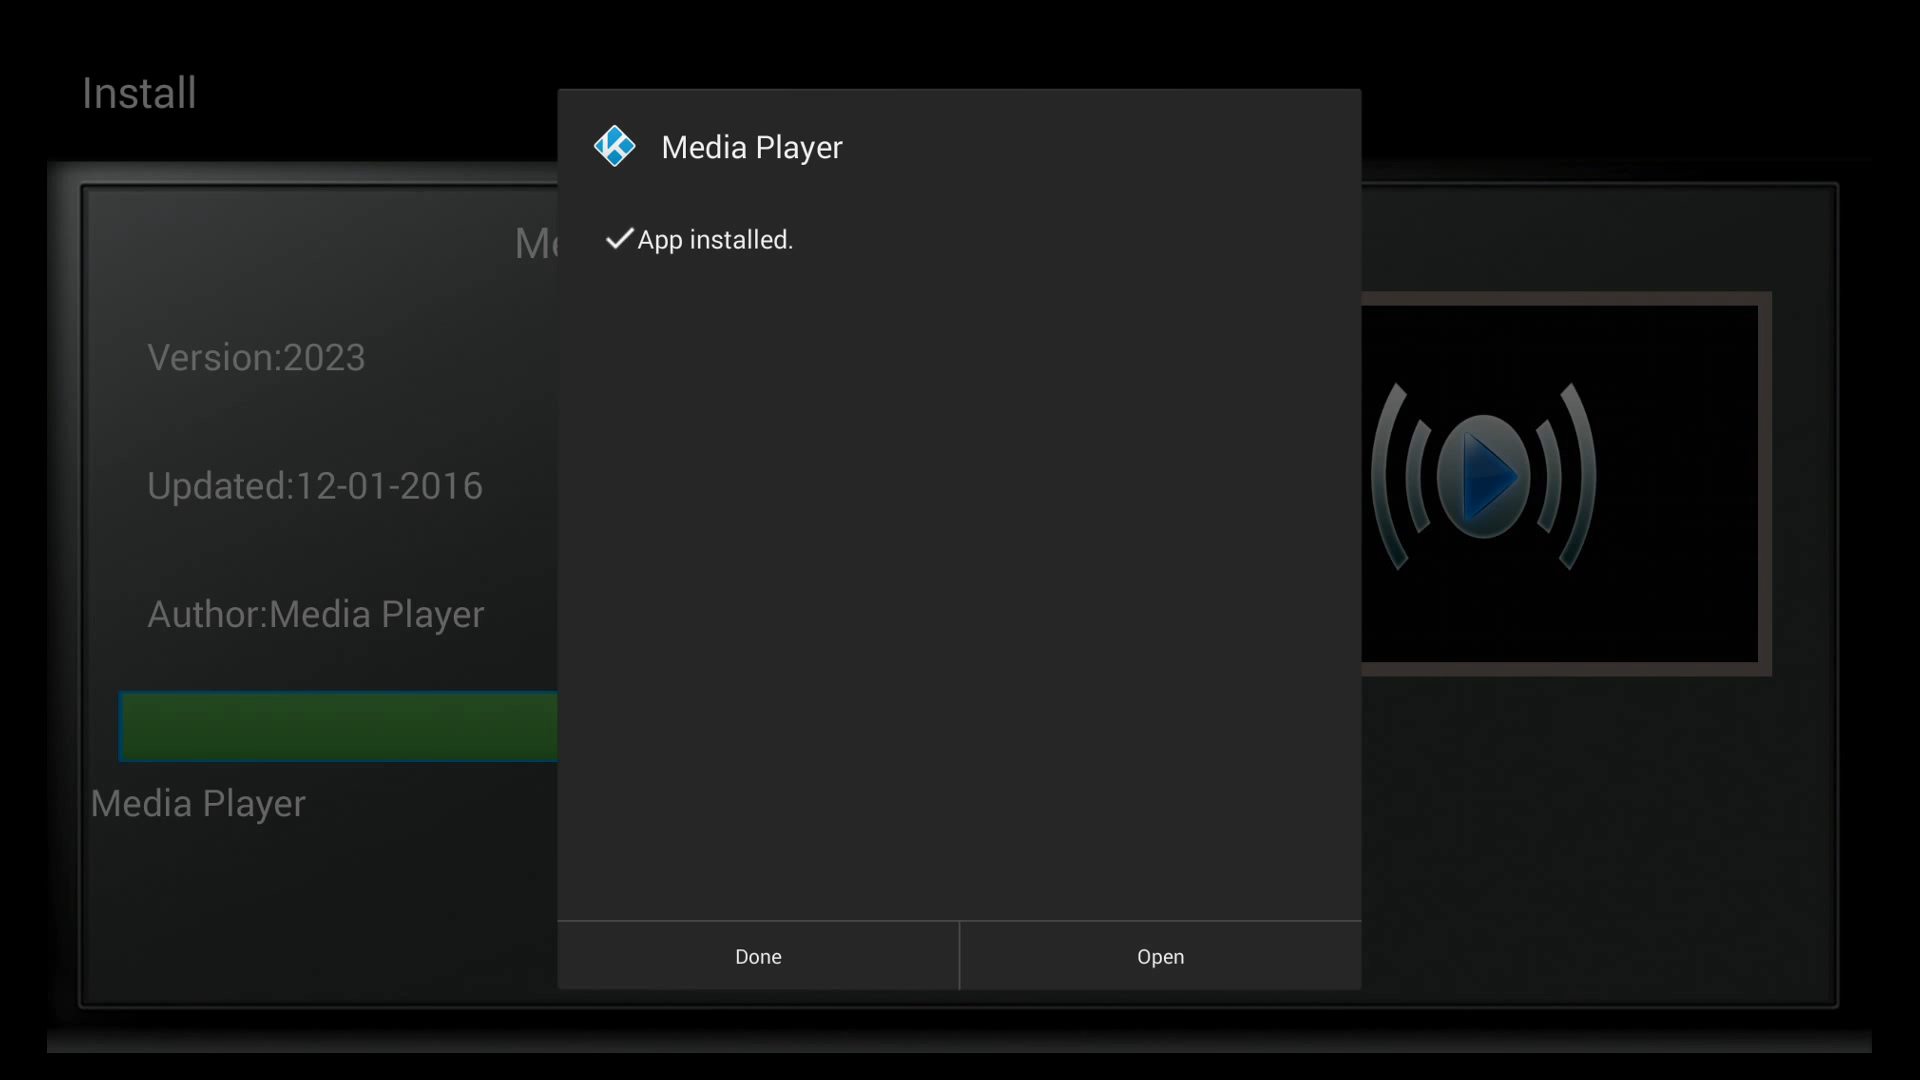 Install
Media Player
App installed.
Version:2023
Updated:12-01-2016
Author:Media Player
Media Player
Done
Open